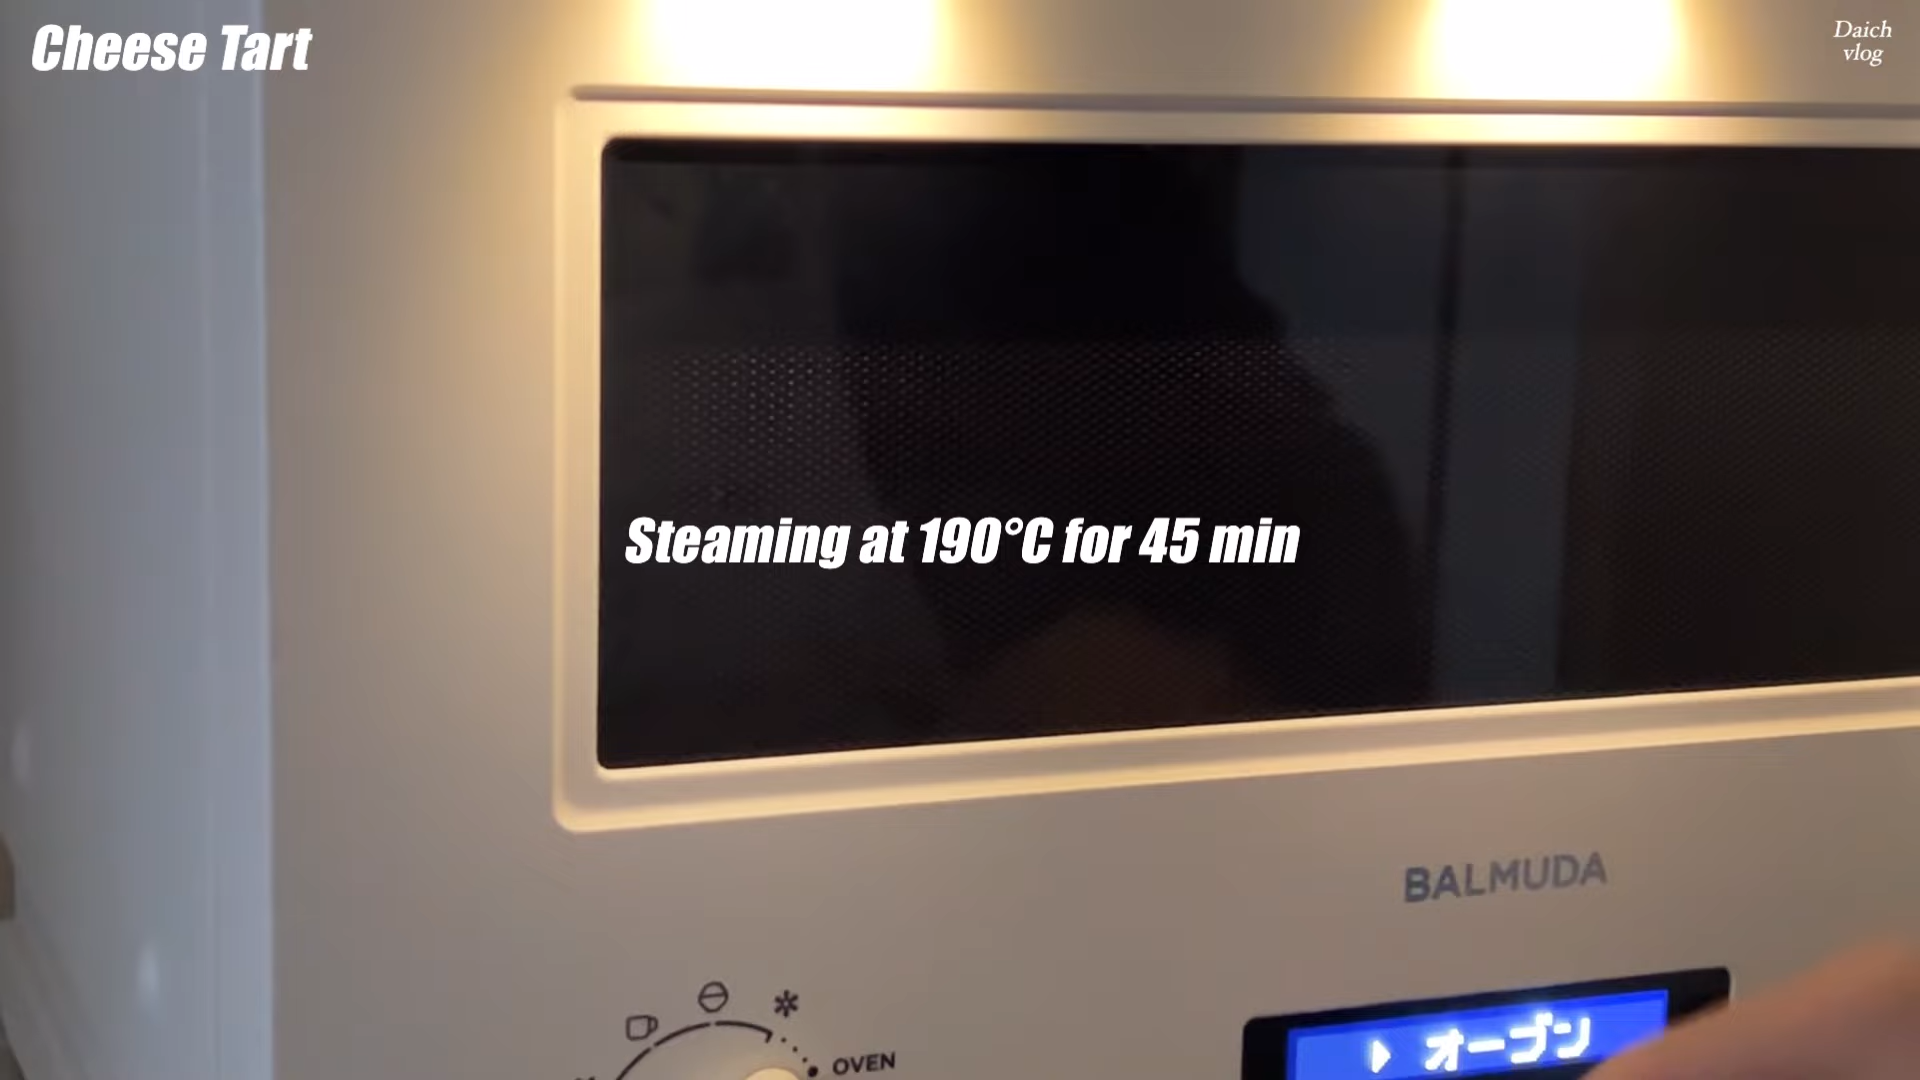 Cheese Tart
Daich
vlog
Steaming at 190°C for 45 min
BALMUDA
OVEN
オーブン